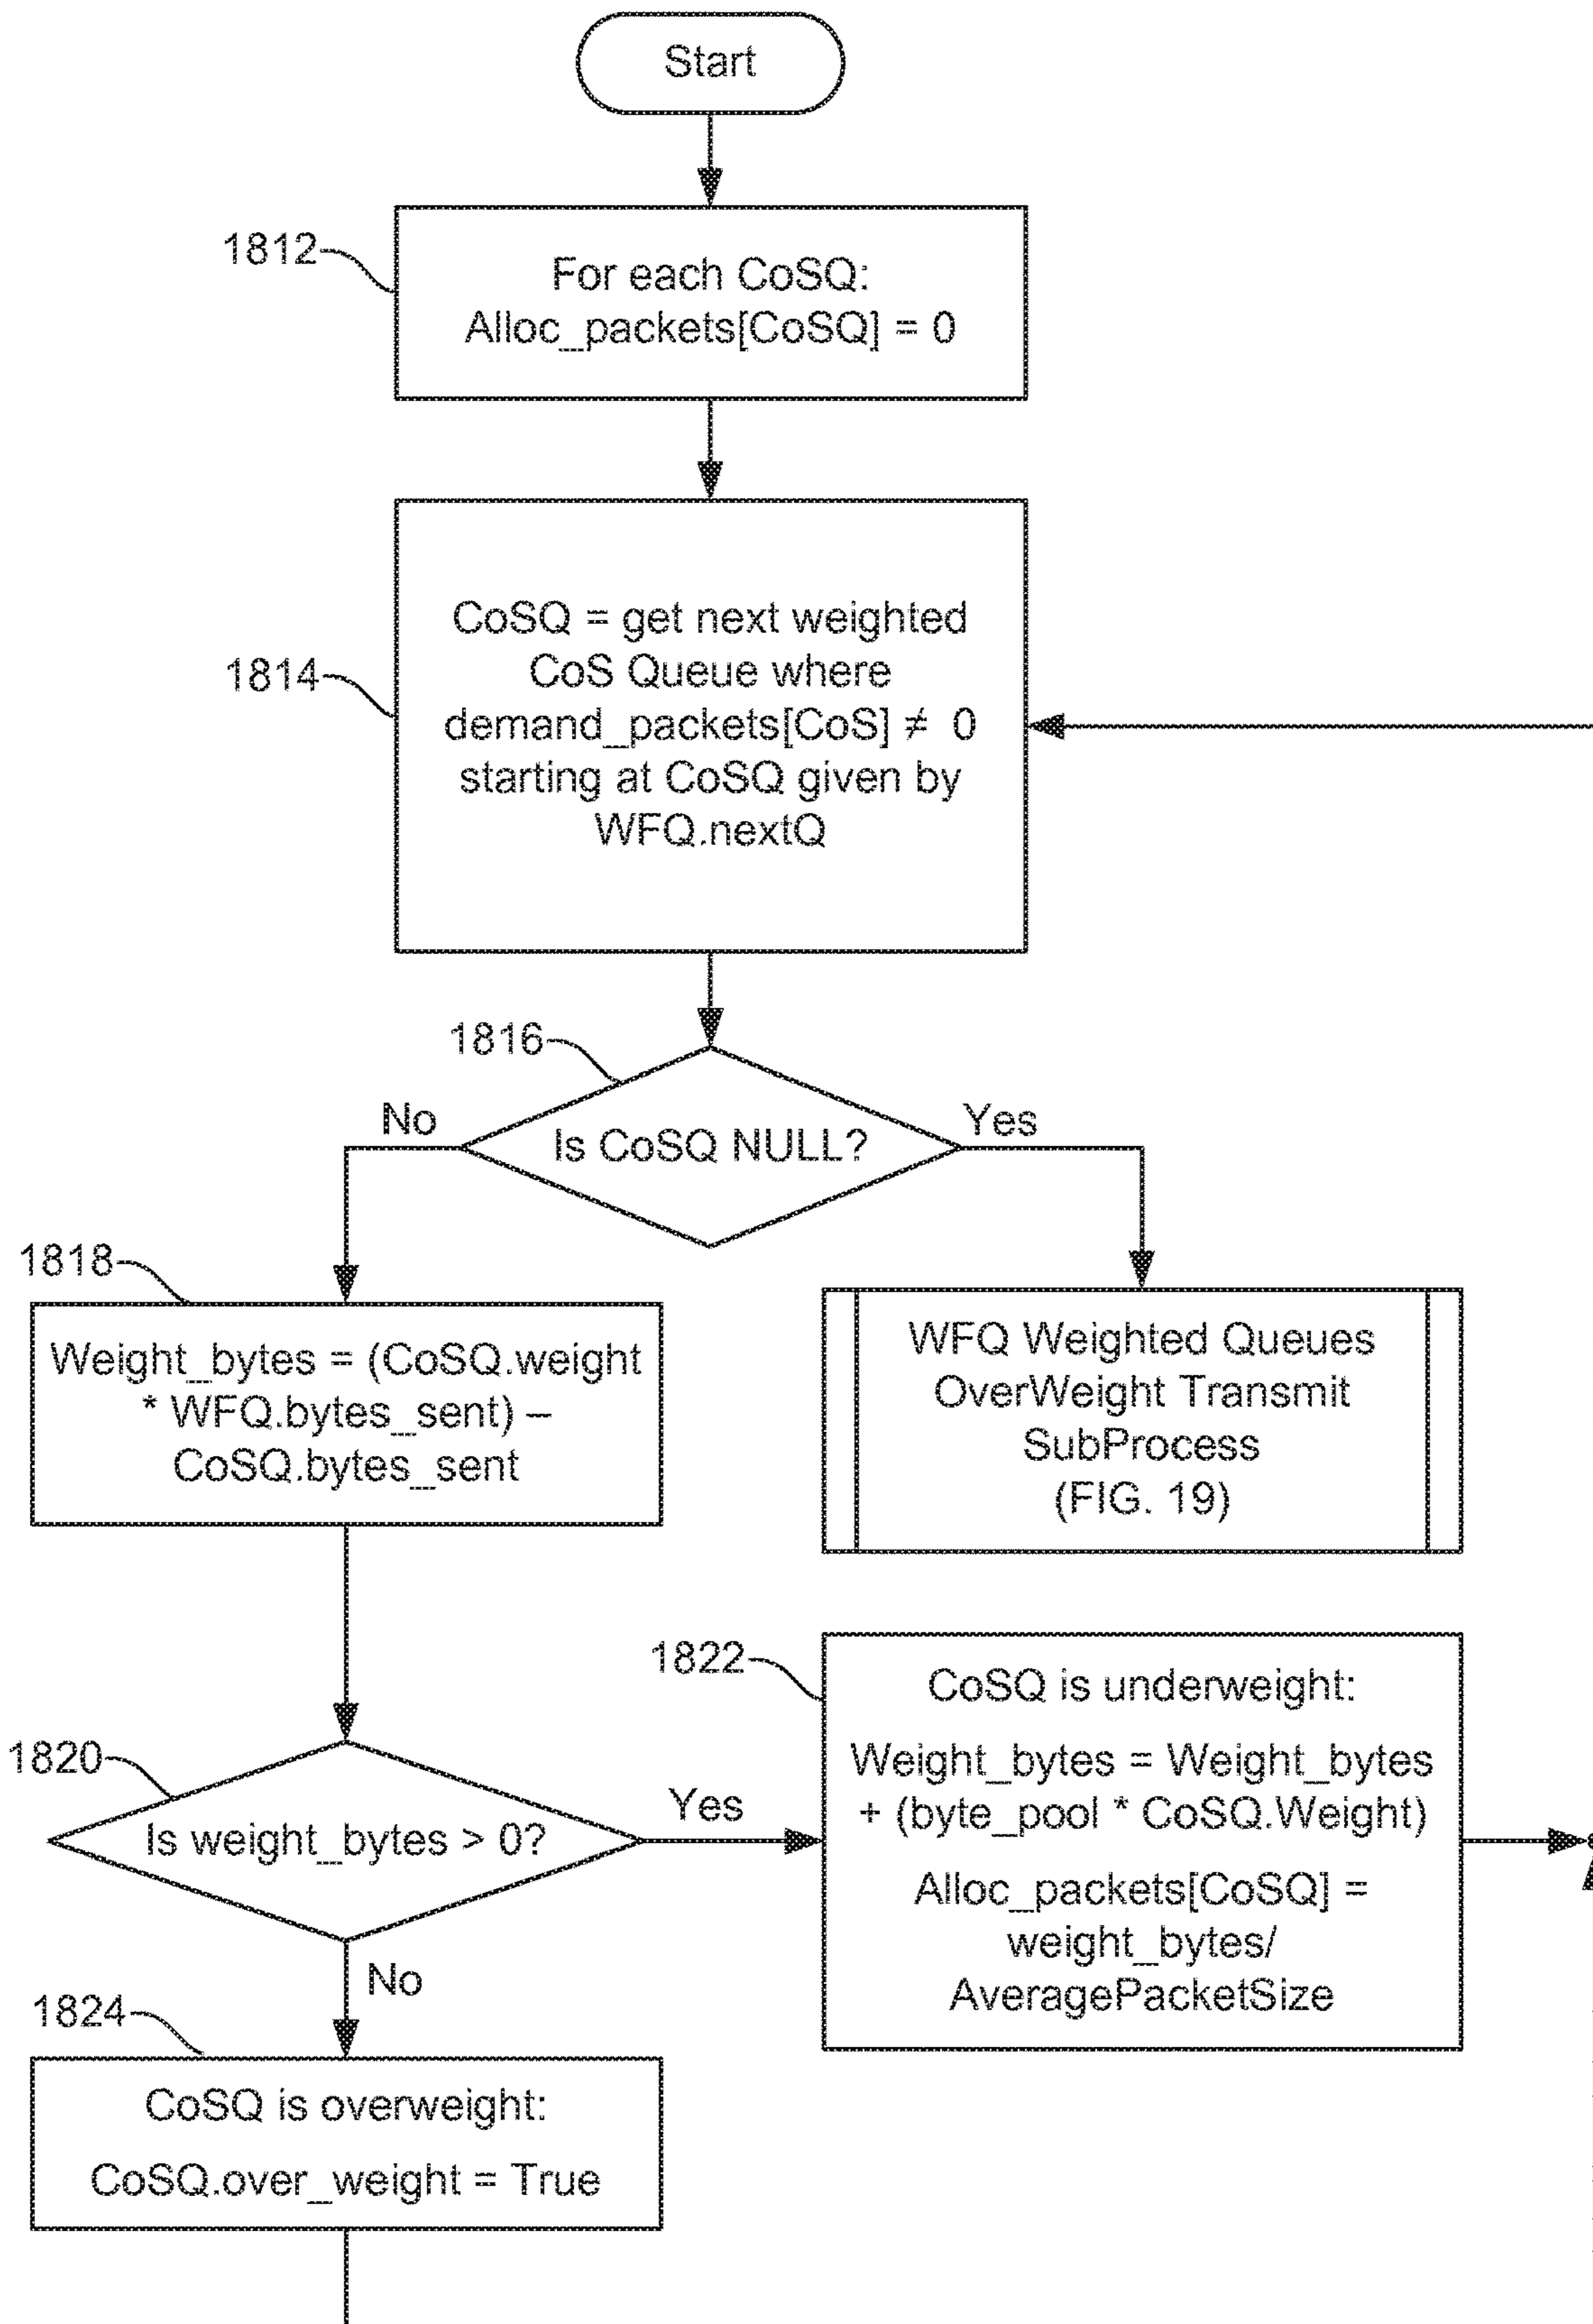 Start
1812
For each CoSQ:
Alloc_packets[CoSQ] = 0
1814
CoSQ = get next weighted
CoS Queue where
demand_packets[CoS] ≠ 0
starting at CoSQ given by
WFQ.nextQ
1816
No
Is CoSQ NULL?
Yes
1818
Weight_bytes = (CoSQ.weight
* WFQ.bytes_sent) –
CoSQ.bytes_sent
WFQ Weighted Queues
OverWeight Transmit
SubProcess
(FIG. 19)
1820
Is weight_bytes > 0?
Yes
No
1822
CoSQ is underweight:
Weight_bytes = Weight_bytes
+ (byte_pool * CoSQ.Weight)
Alloc_packets[CoSQ] =
weight_bytes/
AveragePacketSize
1824
CoSQ is overweight:
CoSQ.over_weight = True